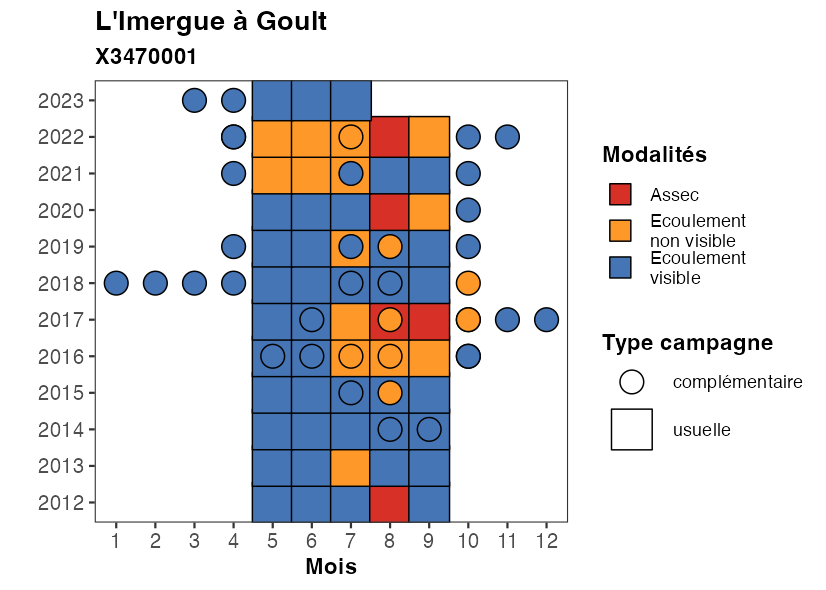 L'Imergue à Goult
X3470001
2023
2022
2021
2020
2019
2018
2017
2016
2015
2014
2013
2012
1 2 3 4 5 6 7 8 9 10 11 12
Mois
Modalités
Assec
Ecoulement
non visible
Ecoulement
visible
Type campagne
complémentaire
usuelle